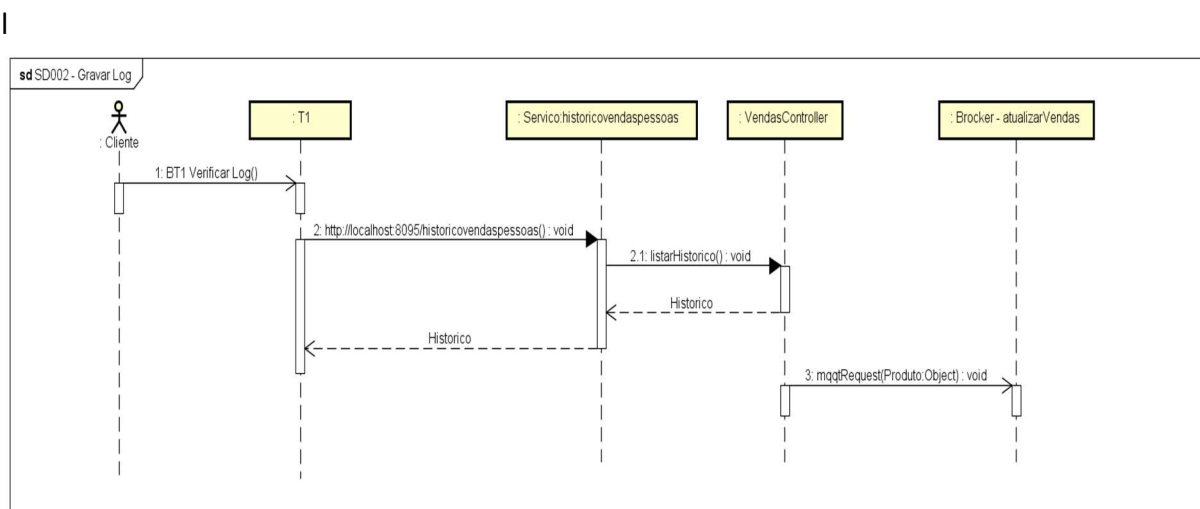 sd SD002 - Gravar Log
: Cliente
: T1
: Servico:historicovendaspessoas
: VendasController
: Brocker - atualizarVendas
1: BT1 Verificar Log()
2: http://localhost:8095/historicovendaspessoas() : void
2.1: listarHistorico() : void
Historico
Historico
3: mqqtRequest(Produto:Object) : void